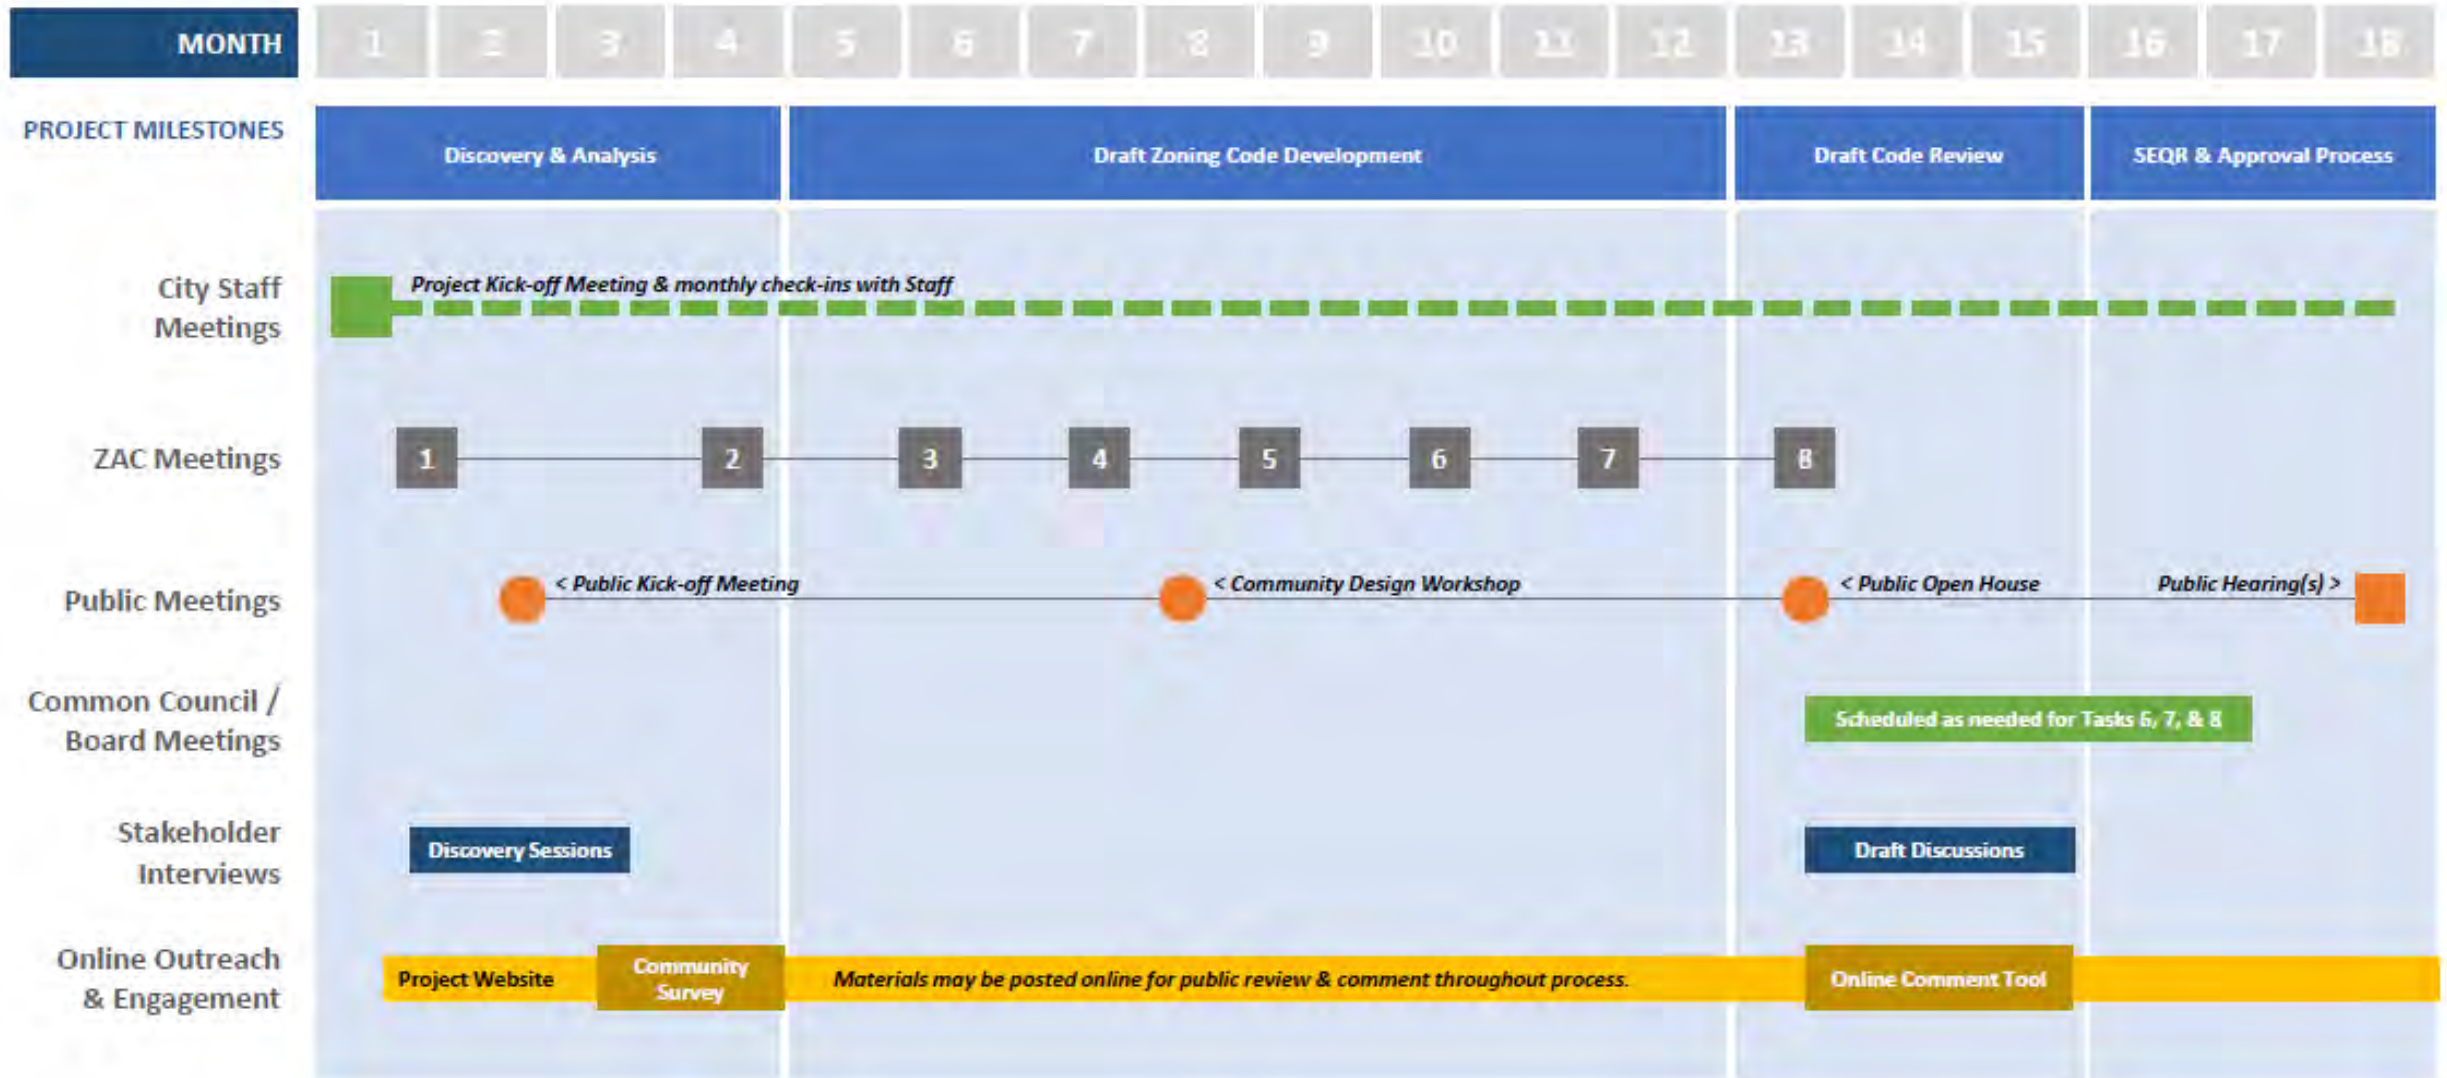 MONTH 1 2 3 4 5 6 7 8 9 10 11 12 13 14 15 16 17 18
PROJECT MILESTONES
Discovery & Analysis
Draft Zoning Code Development
Draft Code Review
SEQR & Approval Process
City Staff
Meetings
Project Kick-off Meeting & monthly check-ins with Staff
ZAC Meetings
1 2 3 4 5 6 7 8
Public Meetings
< Public Kick-off Meeting
< Community Design Workshop
< Public Open House
Public Hearing(s) >
Common Council /
Board Meetings
Scheduled as needed for Tasks 6, 7, & 8
Stakeholder
Interviews
Discovery Sessions
Draft Discussions
Online Outreach
& Engagement
Project Website
Community
Survey
Materials may be posted online for public review & comment throughout process.
Online Comment Tool